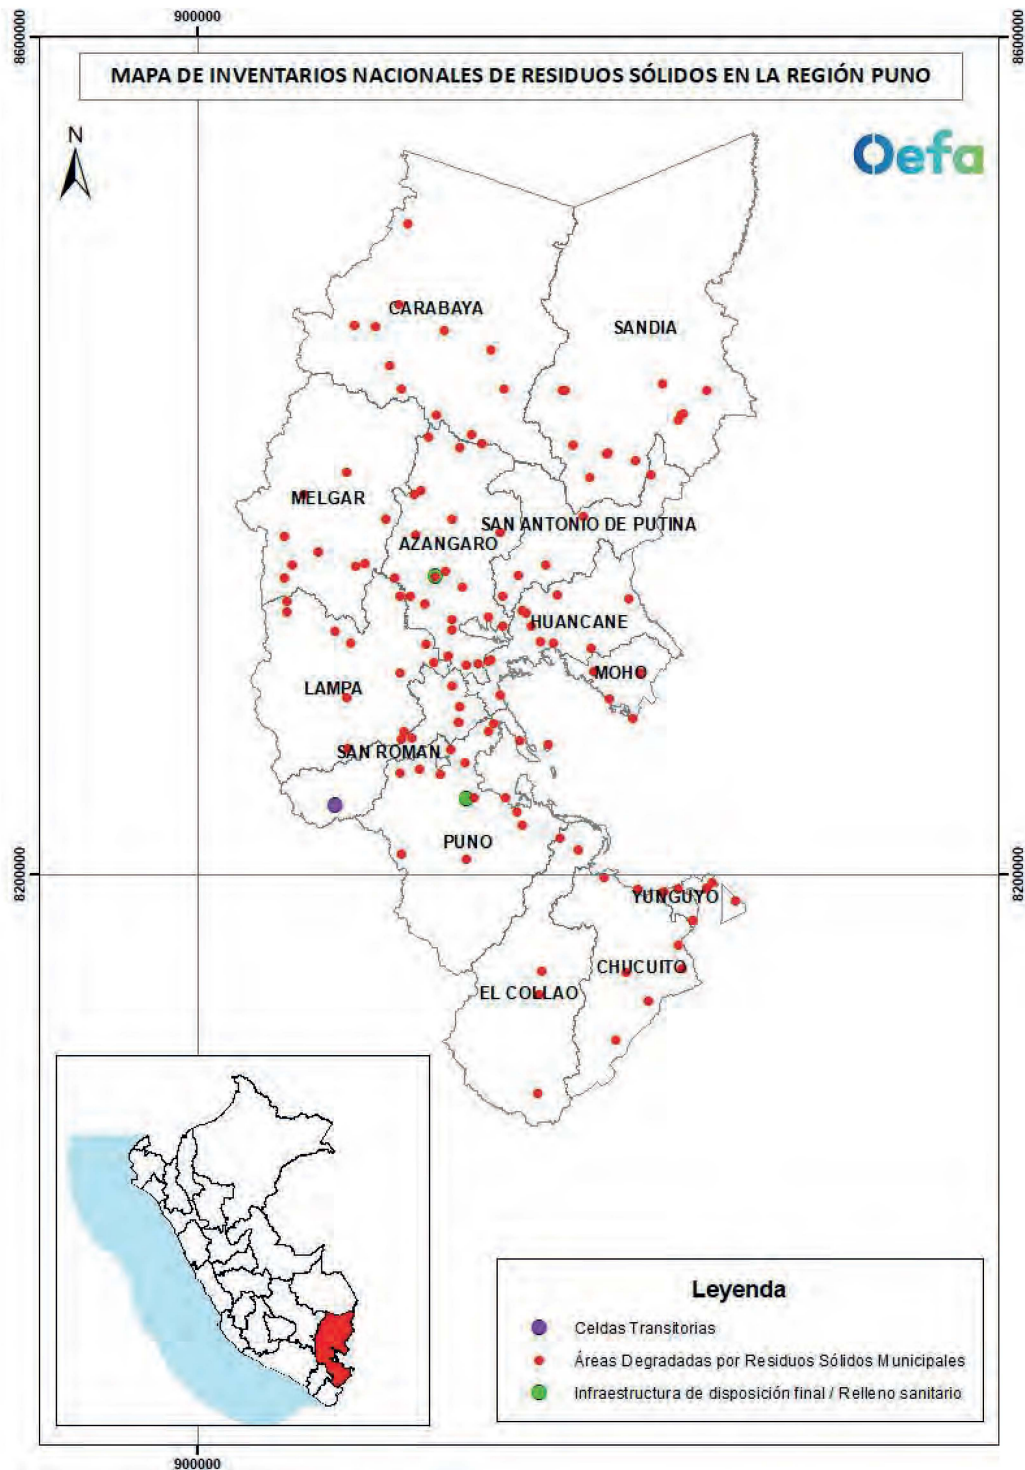 900000
8600000
8600000
MAPA DE INVENTARIOS NACIONALES DE RESIDUOS SÓLIDOS EN LA REGIÓN PUNO
N
Oefa
CARABAYA
SANDIA
MELGAR
SAN ANTONIO DE PUTINA
AZANGARO
HUANCANE
MOHO
LAMPA
SAN ROMAN
PUNO
8200000
8200000
YUNGUYO
CHUCUITO
EL COLLAO
Leyenda
Celdas Transitorias
Áreas Degradadas por Residuos Sólidos Municipales
Infraestructura de disposición final / Relleno sanitario
900000